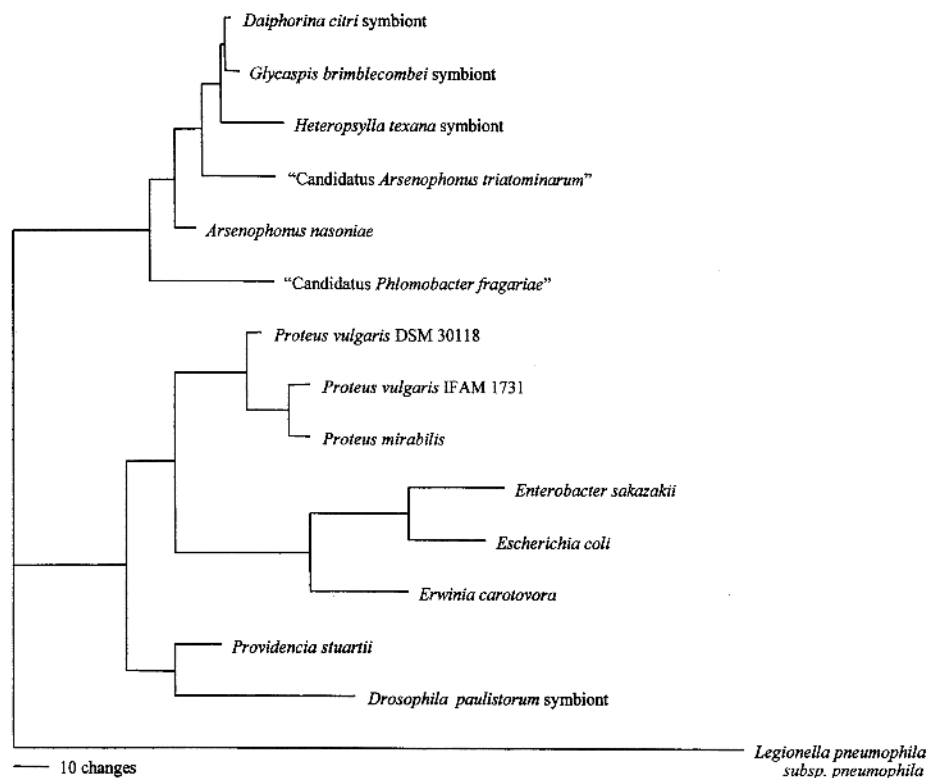 Daiphorina citri symbiont
Glycaspis brimblecombei symbiont
Heteropsylla texana symbiont
“Candidatus Arsenophonus triatominarum”
Arsenophonus nasoniae
“Candidatus Phlomobacter fragariae”
Proteus vulgaris DSM 30118
Proteus vulgaris IFAM 1731
Proteus mirabilis
Enterobacter sakazakii
Escherichia coli
Erwinia carotovora
Providencia stuartii
Drosophila paulistorum symbiont
Legionella pneumophila
subsp. pneumophila
10 changes